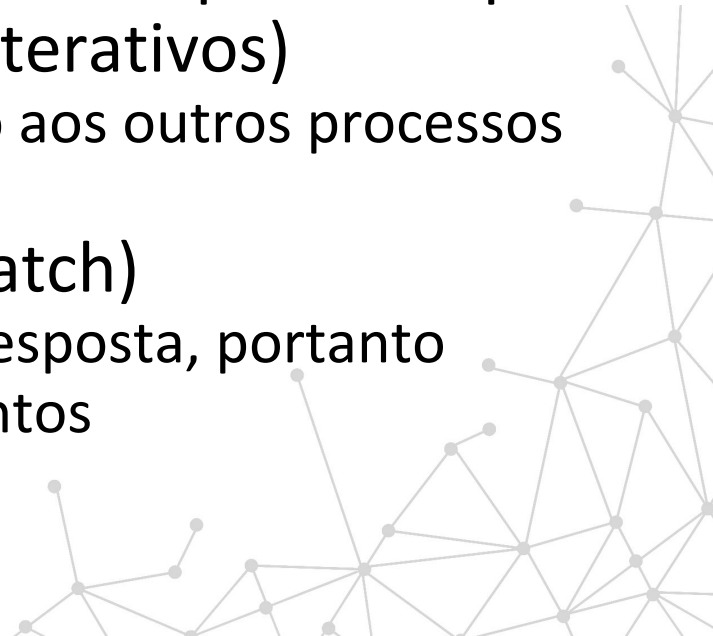 terativos)
o aos outros processos
atch)
esposta, portanto
ntos